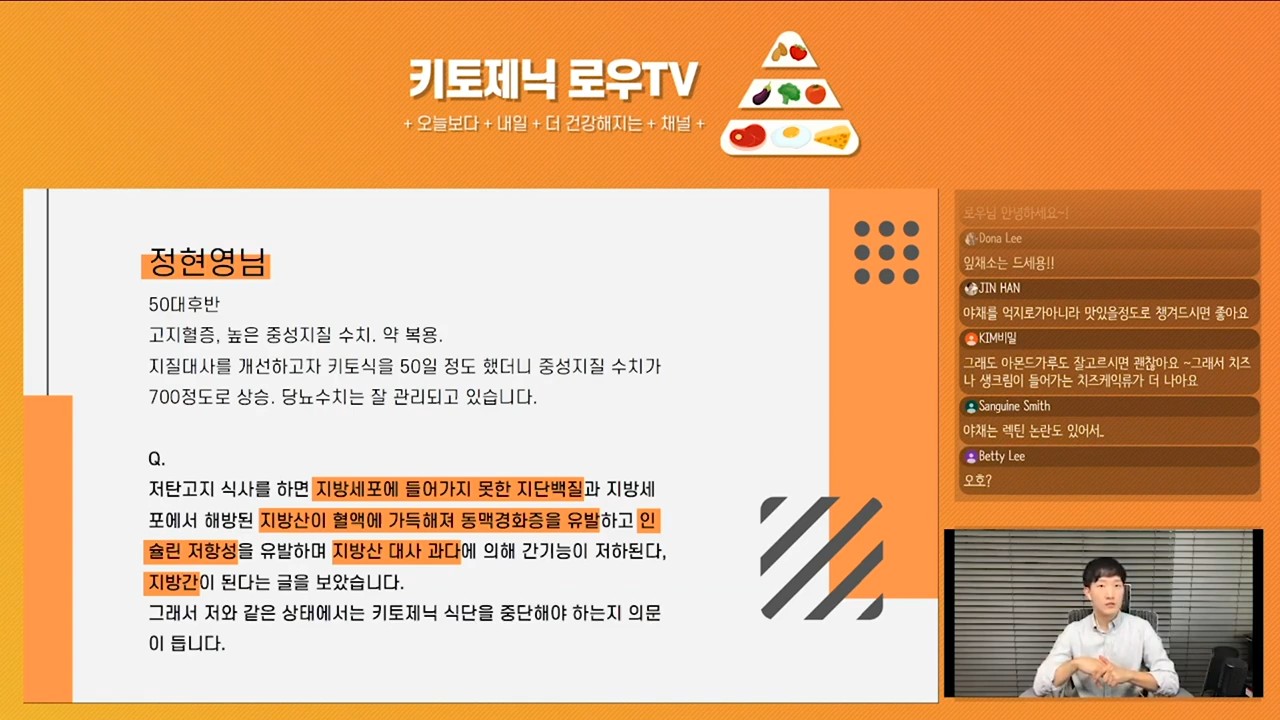 키토제닉 로우TV
+ 오늘보다 + 내일 + 더 건강해지는 + 채널 +
정현영님
50대후반
고지혈증, 높은 중성지질 수치. 약 복용.
지질대사를 개선하고자 키토식을 50일 정도 했더니 중성지질 수치가
700정도로 상승. 당뇨수치는 잘 관리되고 있습니다.
Q.
저탄고지 식사를 하면 지방세포에 들어가지 못한 지단백질과 지방세
포에서 해방된 지방산이 혈액에 가득해져 동맥경화증을 유발하고 인
슐린 저항성을 유발하며 지방산 대사 과다에 의해 간기능이 저하된다,
지방간이 된다는 글을 보았습니다.
그래서 저와 같은 상태에서는 키토제닉 식단을 중단해야 하는지 의문
이 듭니다.
로우님 안녕하세요~!
Dona Lee
잎채소는 드세용!!
JIN HAN
야채를 억지로가아니라 맛있을정도로 챙겨드시면 좋아요
KIM비밀
그래도 아몬드가루도 잘고르시면 괜찮아요 ~그래서 치즈
나 생크림이 들어가는 치즈케익류가 더 나아요
Sanguine Smith
야채는 렉틴 논란도 있어서..
Betty Lee
오호?